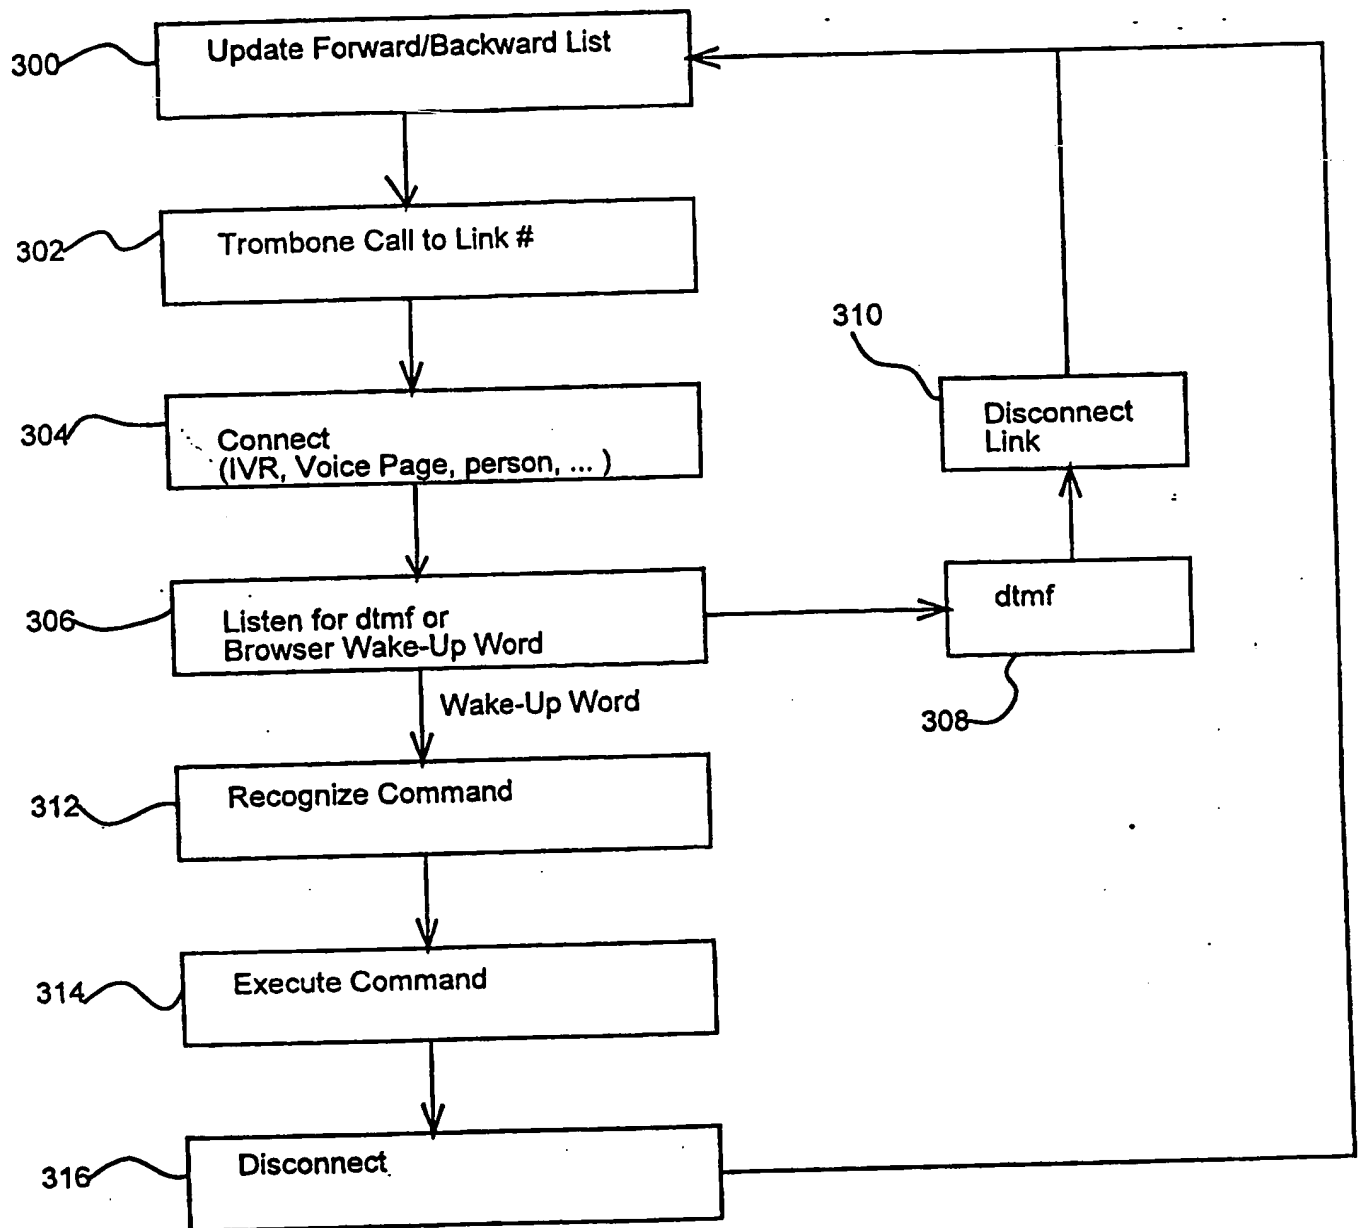 300
Update Forward/Backward List
302
Trombone Call to Link #
310
304
Connect
(IVR, Voice Page, person, ... )
Disconnect
Link
306
Listen for dtmf or
Browser Wake-Up Word
dtmf
308
Wake-Up Word
312
Recognize Command
314
Execute Command
316
Disconnect